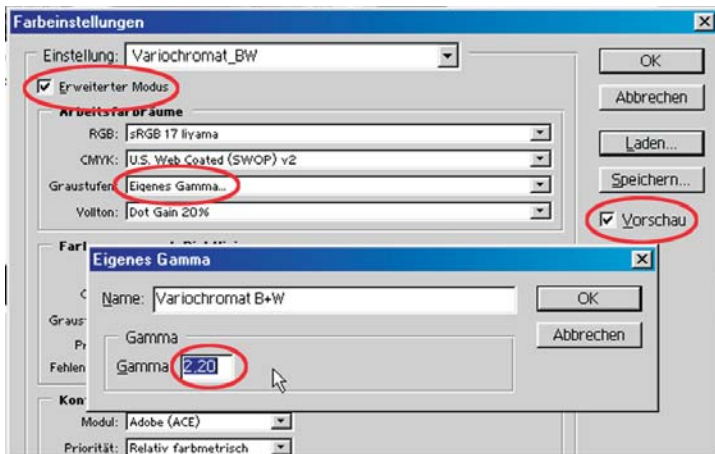 Farbeinstellungen
Einstellung: Variochromat_BW
OK
Erweiterter Modus
Abbrechen
Arbeitsfarbräume
RGB: sRGB 17 Iiyama
Laden...
CMYK: U.S. Web Coated (SWOP) v2
Graustufen: Eigenes Gamma...
Speichern...
Vollton: Dot Gain 20%
Vorschau
Eigenes Gamma
Name: Variochromat B+W
OK
Graus
Gamma
Abbrechen
Gamma: 2,20
Fehlen
Modul: Adobe (ACE)
Priorität: Relativ farbmetrisch